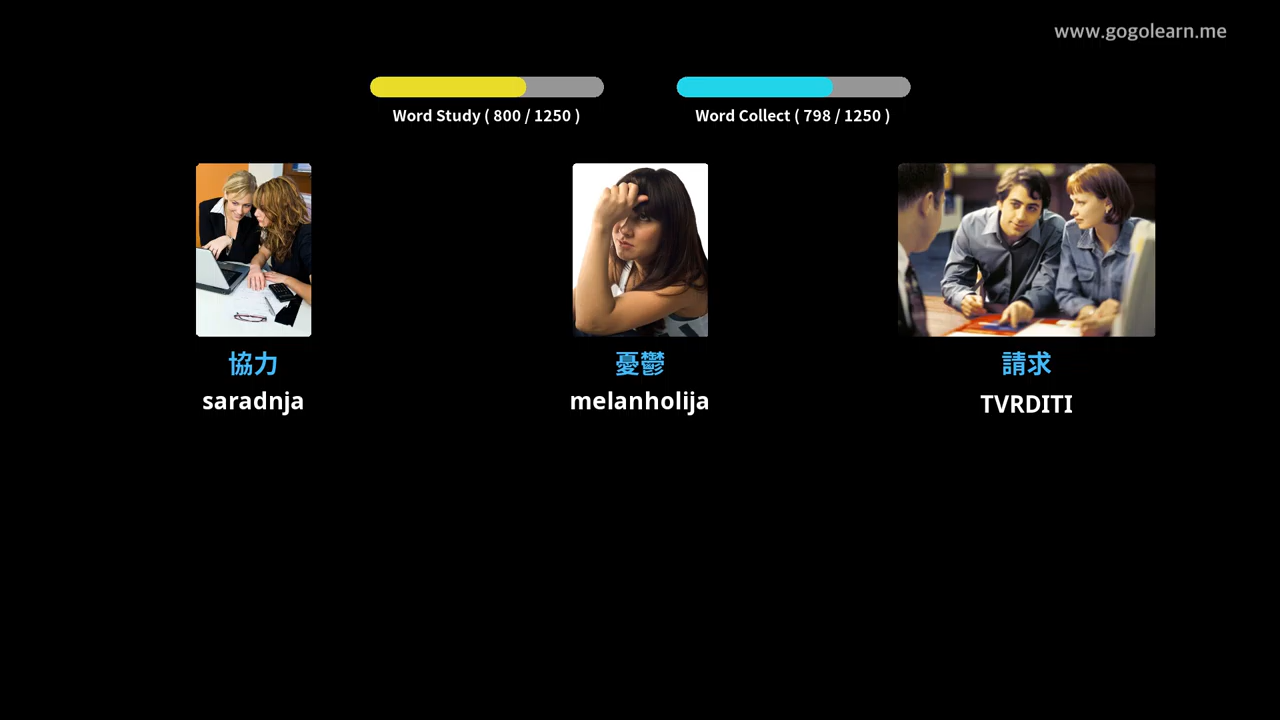 www.gogolearn.me
Word Study ( 800 / 1250 )
Word Collect ( 798 / 1250 )
協力
憂鬱
請求
saradnja
melanholija
TVRDITI